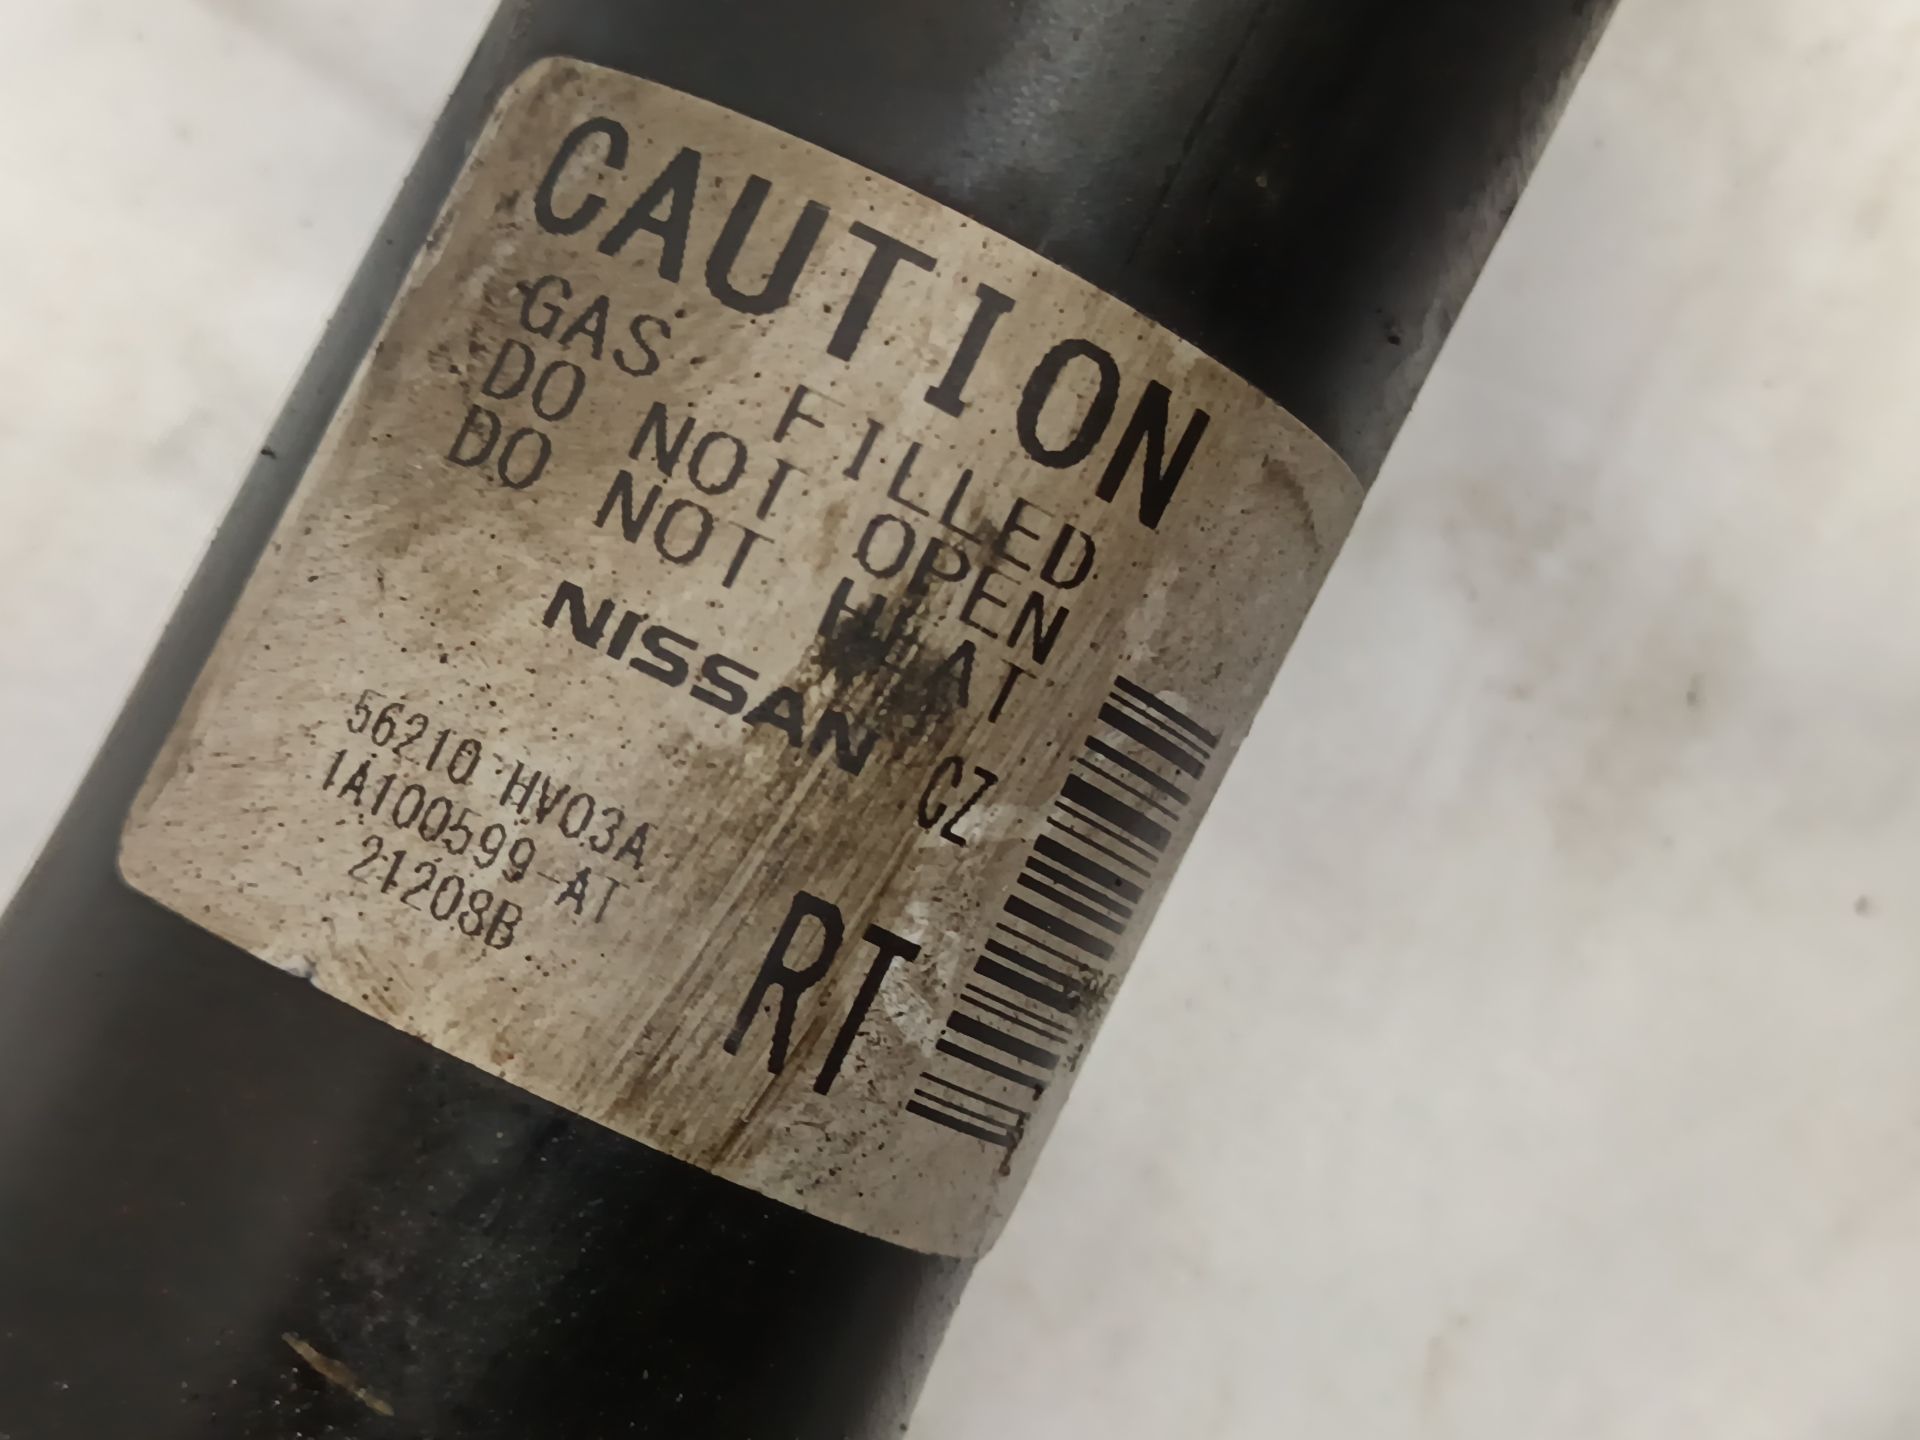 CAUTION
GAS FILLED
DO NOT OPEN
DO NOT HEAT
NISSAN CZ
56210 HV03A
1A100599-AT
21208B
RT